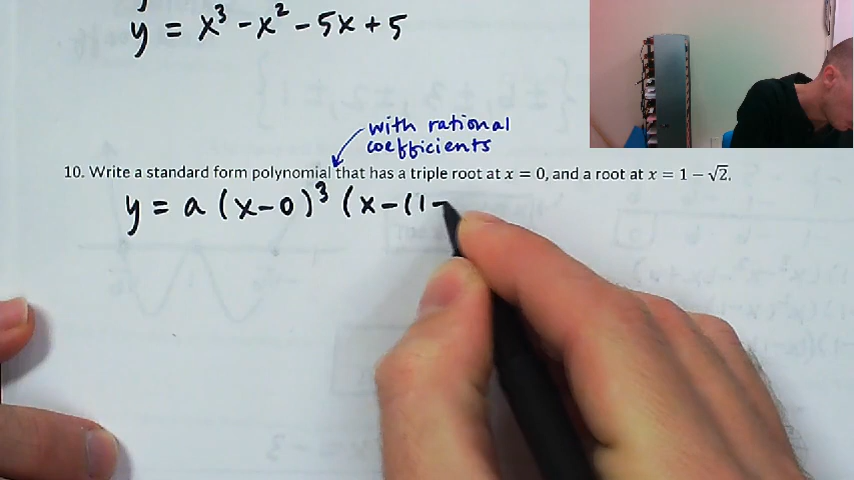 y = x³ - x² - 5x + 5
with rational
coefficients
10. Write a standard form polynomial that has a triple root at x = 0, and a root at x = 1 − √2.
y = a (x-0)³ (x-(1-